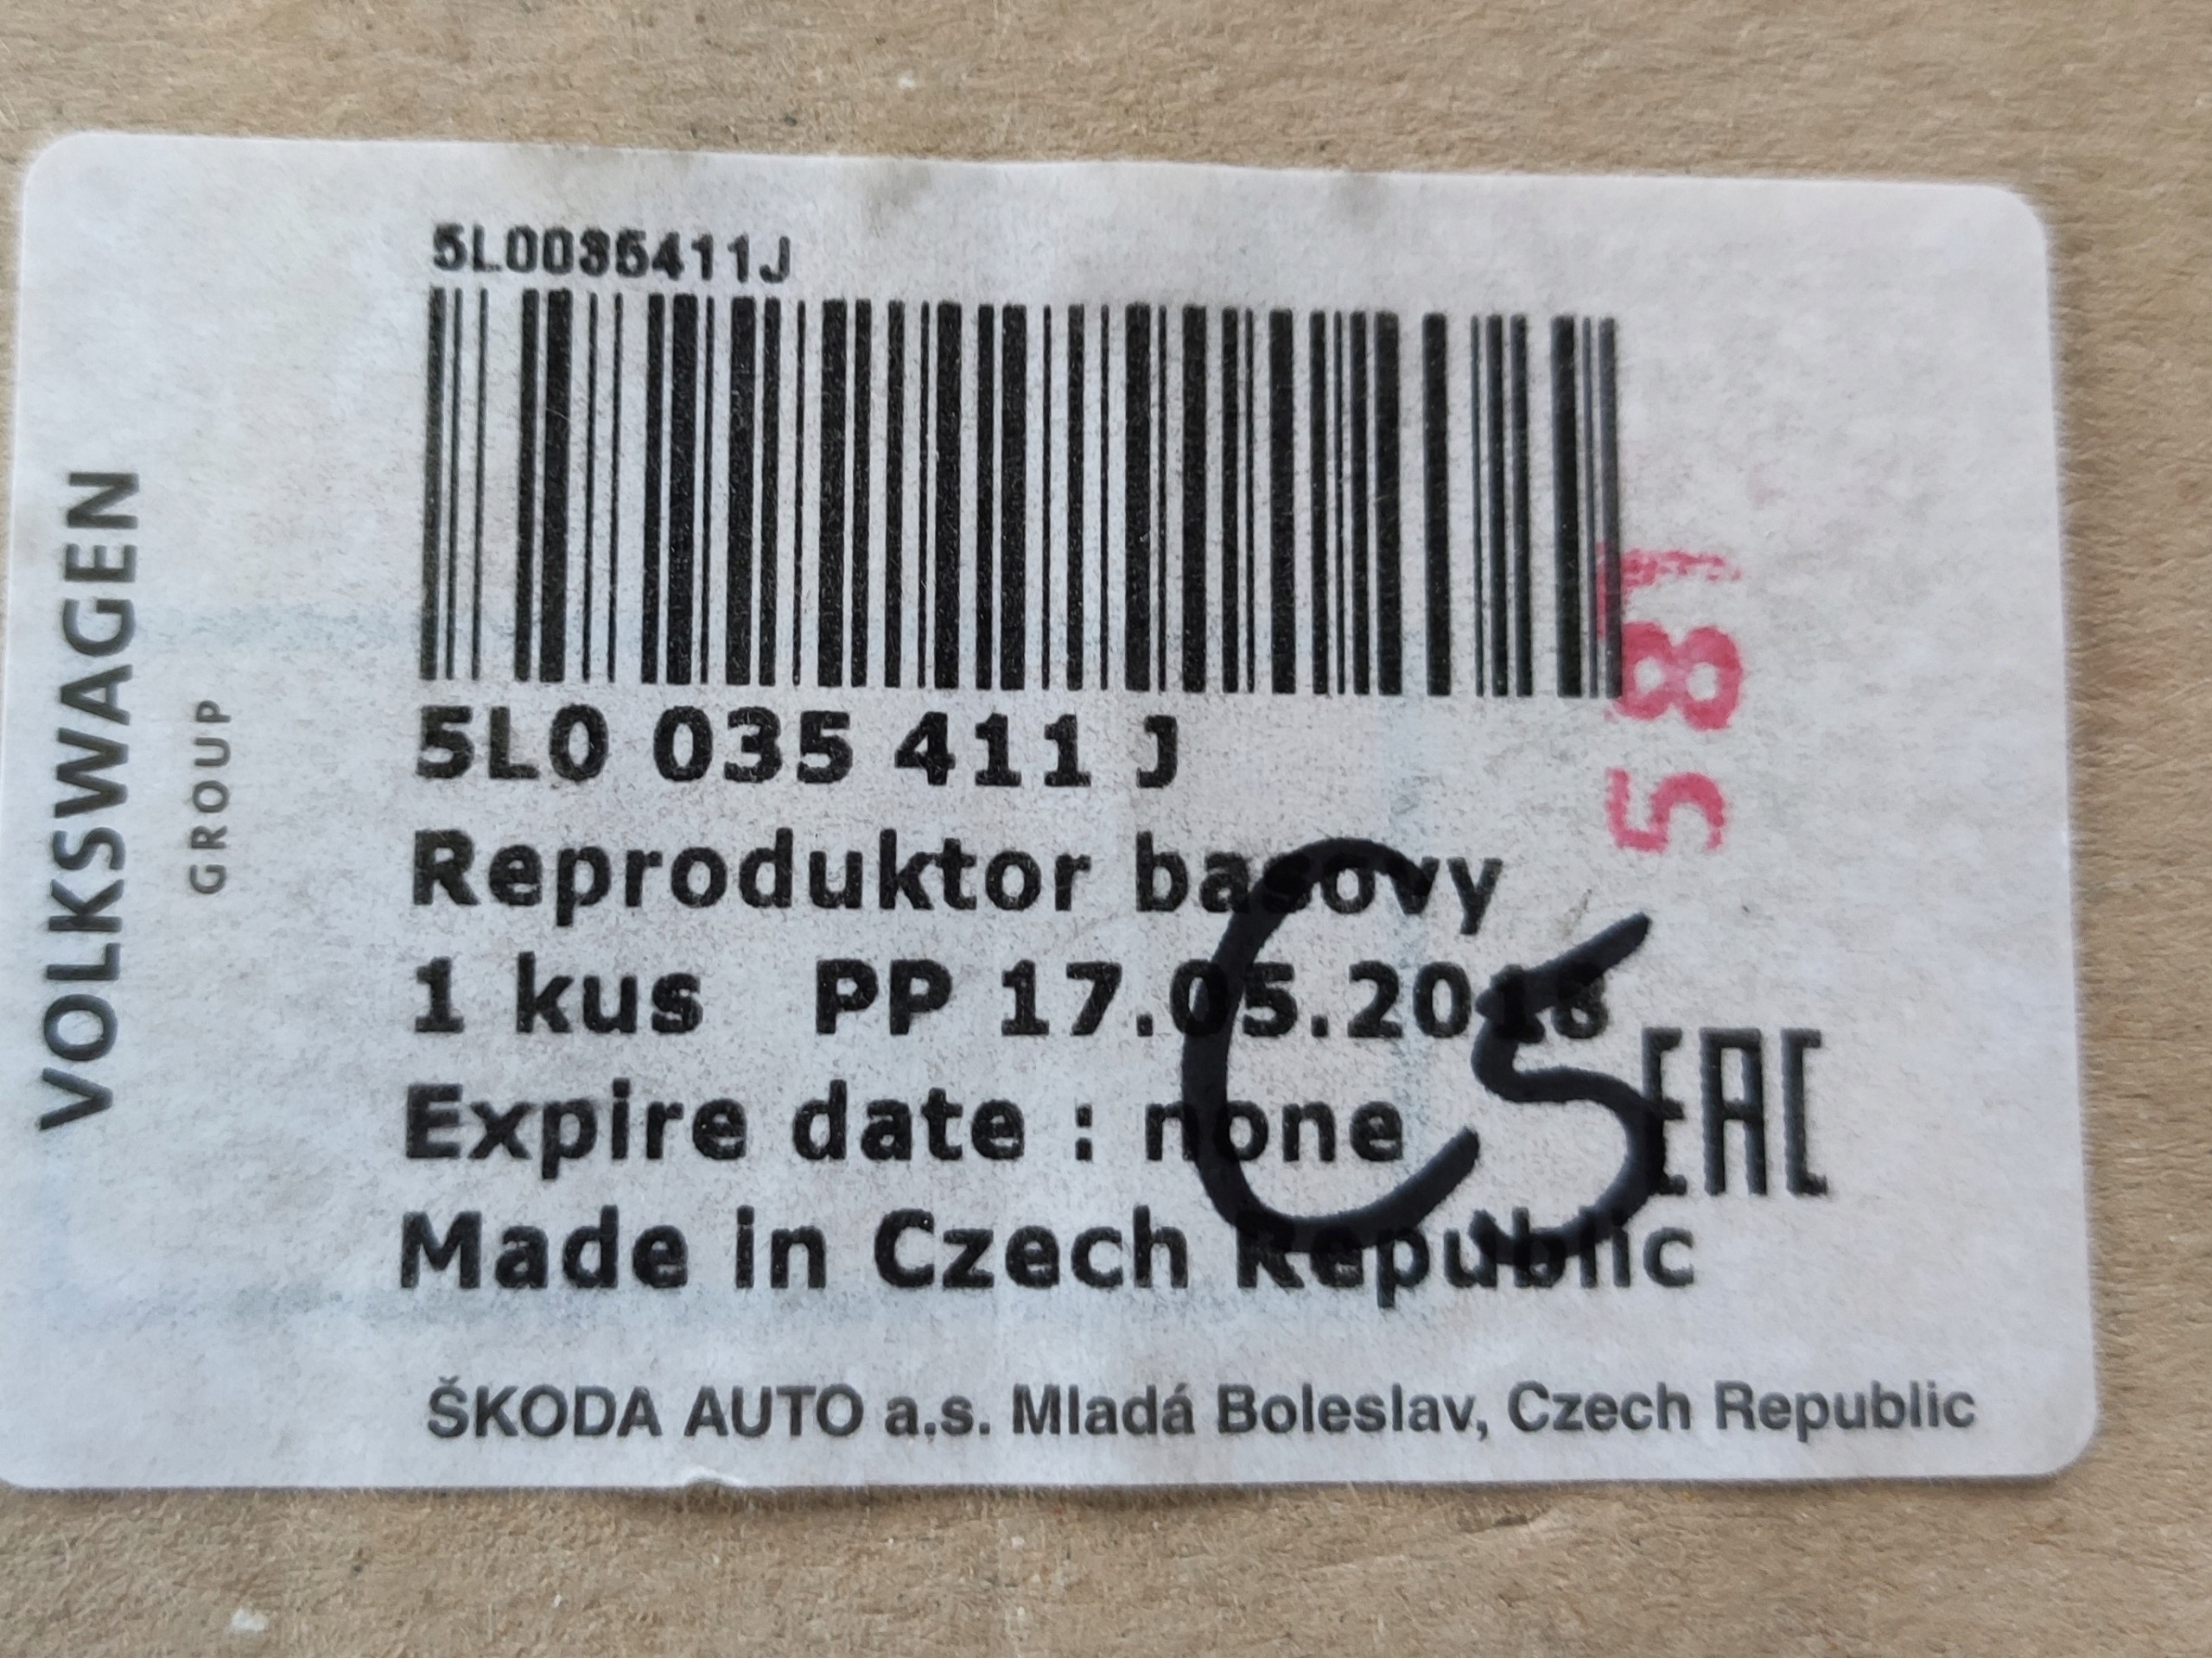 VOLKSWAGEN
GROUP
5L0035411J
5L0 035 411 J
Reproduktor basovy
1 kus PP 17.05.2018
Expire date : none
C5
EAC
Made in Czech Republic
ŠKODA AUTO a.s. Mladá Boleslav, Czech Republic
581